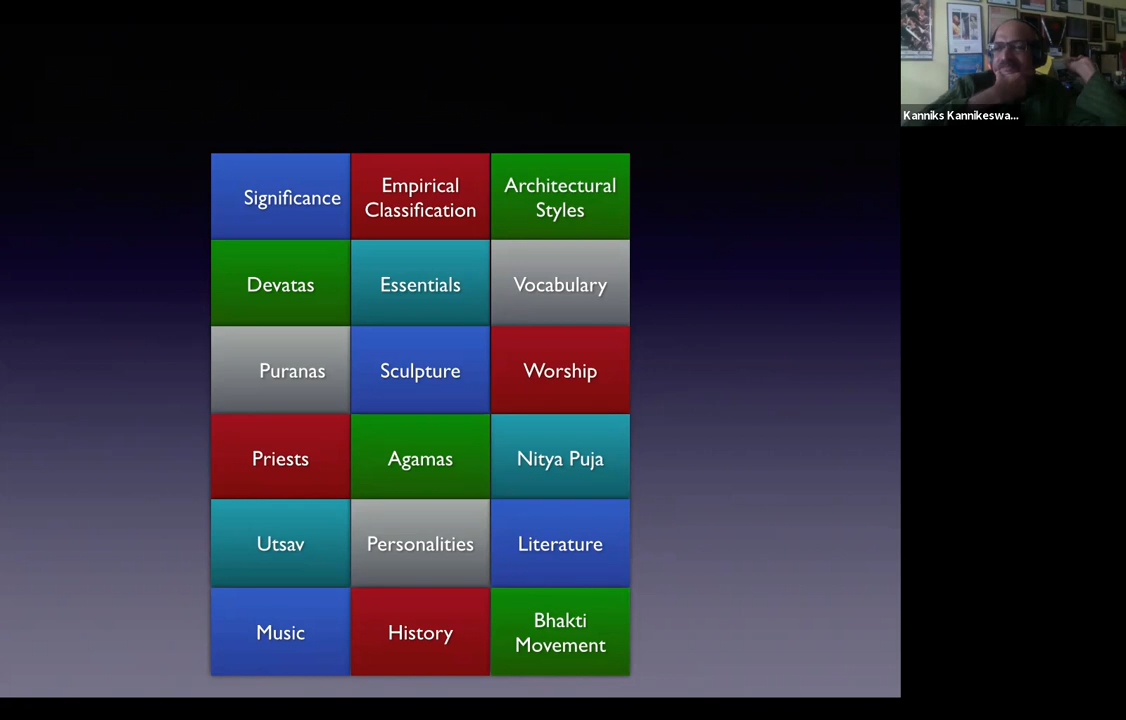 Kanniks Kannikeswa...
Significance
Empirical
Classification
Architectural
Styles
Devatas
Essentials
Vocabulary
Puranas
Sculpture
Worship
Priests
Agamas
Nitya Puja
Utsav
Personalities
Literature
Music
History
Bhakti
Movement